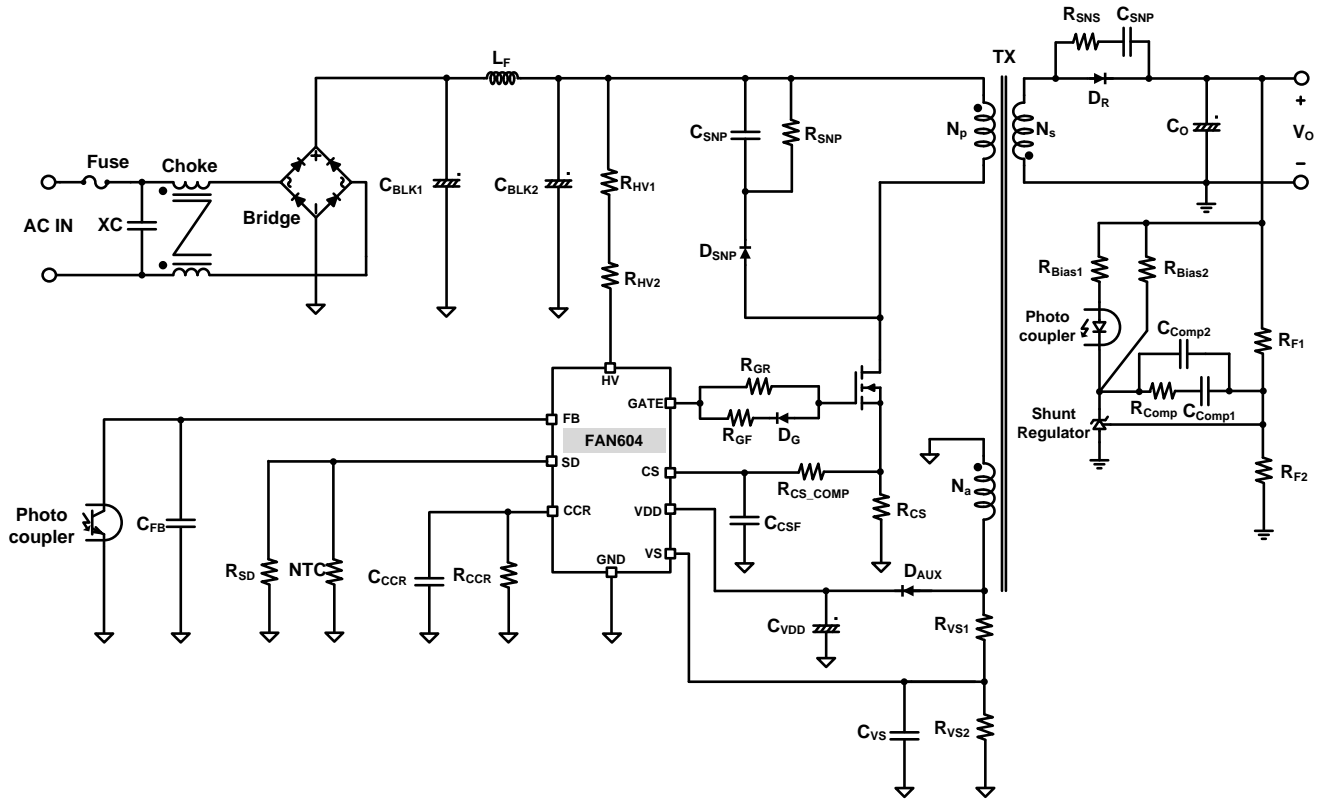 RSNS
CSNP
LF
TX
DR
+
CSNP
RSNP
Np
Ns
CO
VO
Fuse
Choke
CBLK1
CBLK2
RHV1
–
AC IN
XC
Bridge
DSNP
RHV2
RBias1
RBias2
Photo
coupler
CComp2
RF1
HV
RGR
GATE
FB
RGF
DG
RComp
CComp1
FAN604
Shunt
Regulator
SD
CS
RCS_COMP
Na
RF2
Photo
coupler
CFB
CCR
VDD
CCSF
RCS
RSD
NTC
CCCR
RCCR
GND
VS
DAUX
CVDD
RVS1
CVS
RVS2